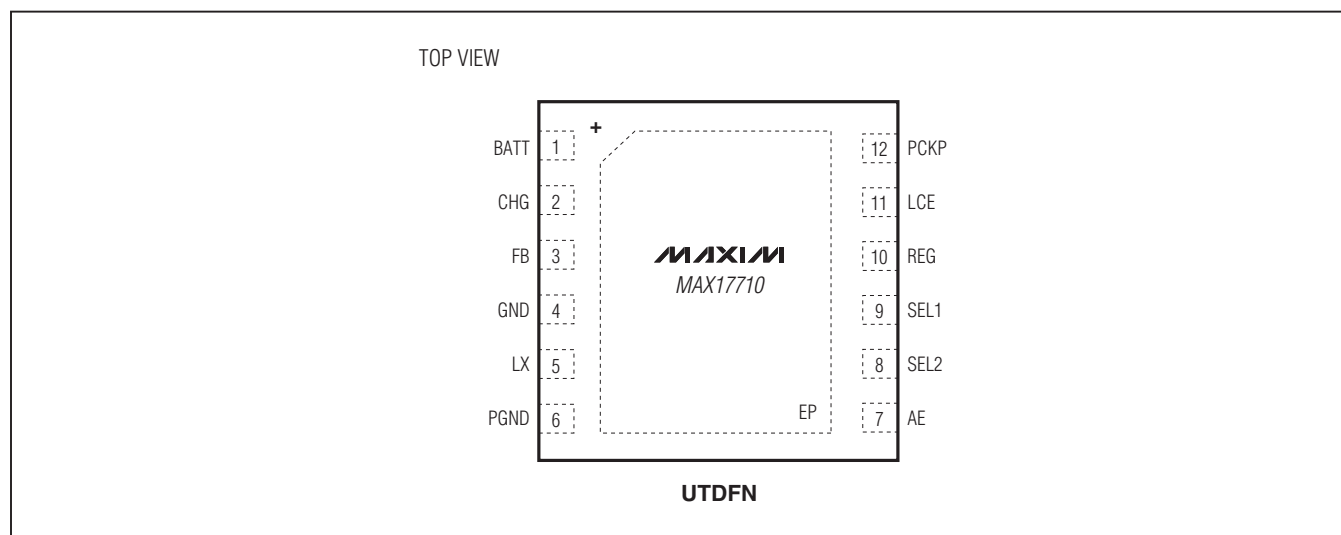 TOP VIEW
+
BATT 1
12 PCKP
CHG 2
11 LCE
FB 3
MAXIM
10 REG
MAX17710
GND 4
9 SEL1
LX 5
8 SEL2
PGND 6
EP
7 AE
UTDFN